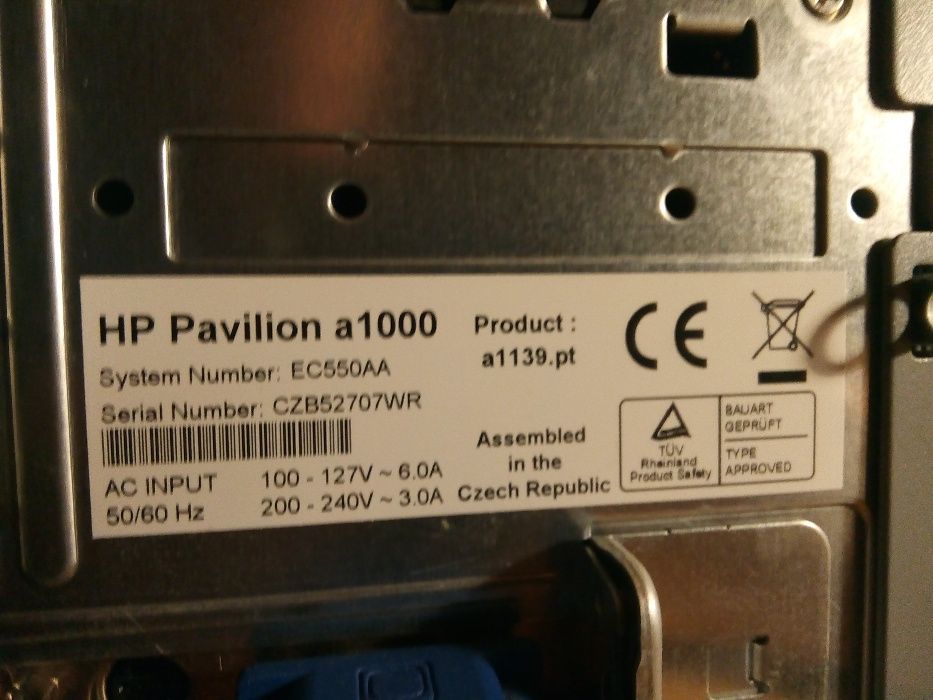 HP Pavilion a1000
System Number: EC550AA
Serial Number: CZB52707WR
AC INPUT 100 - 127V ~ 6.0A
50/60 Hz 200 - 240V ~ 3.0A
Product :
a1139.pt
Assembled
in the
Czech Republic
CE
TÜV
Rheinland
Product Safety
BAUART
GEPRÜFT
TYPE
APPROVED